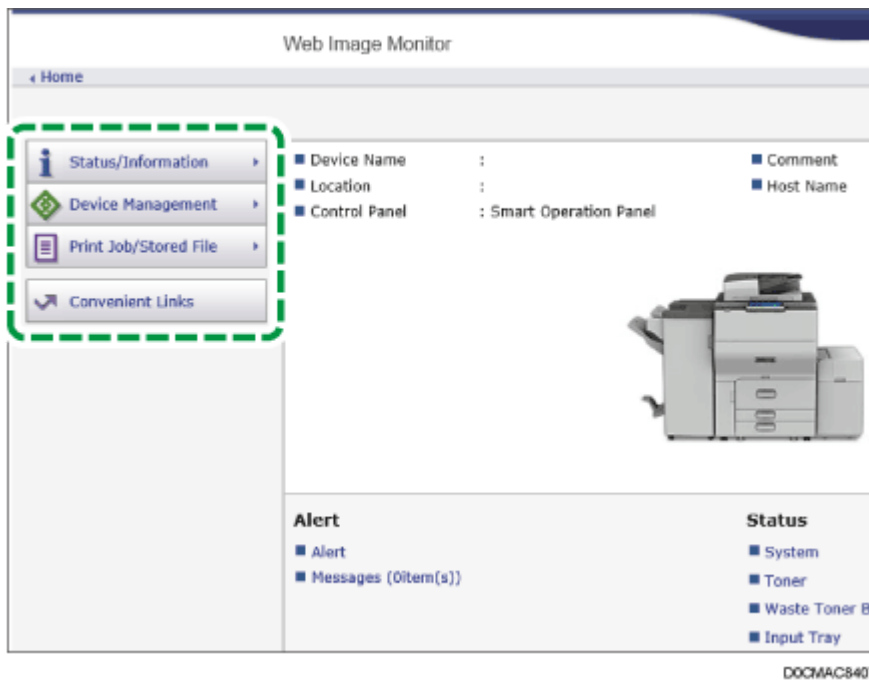 Web Image Monitor
Home
Status/Information
Device Management
Print Job/Stored File
Convenient Links
Device Name :
Location :
Control Panel : Smart Operation Panel
Comment
Host Name
Alert
Alert
Messages (0item(s))
Status
System
Toner
Waste Toner B
Input Tray
D0CMAC840